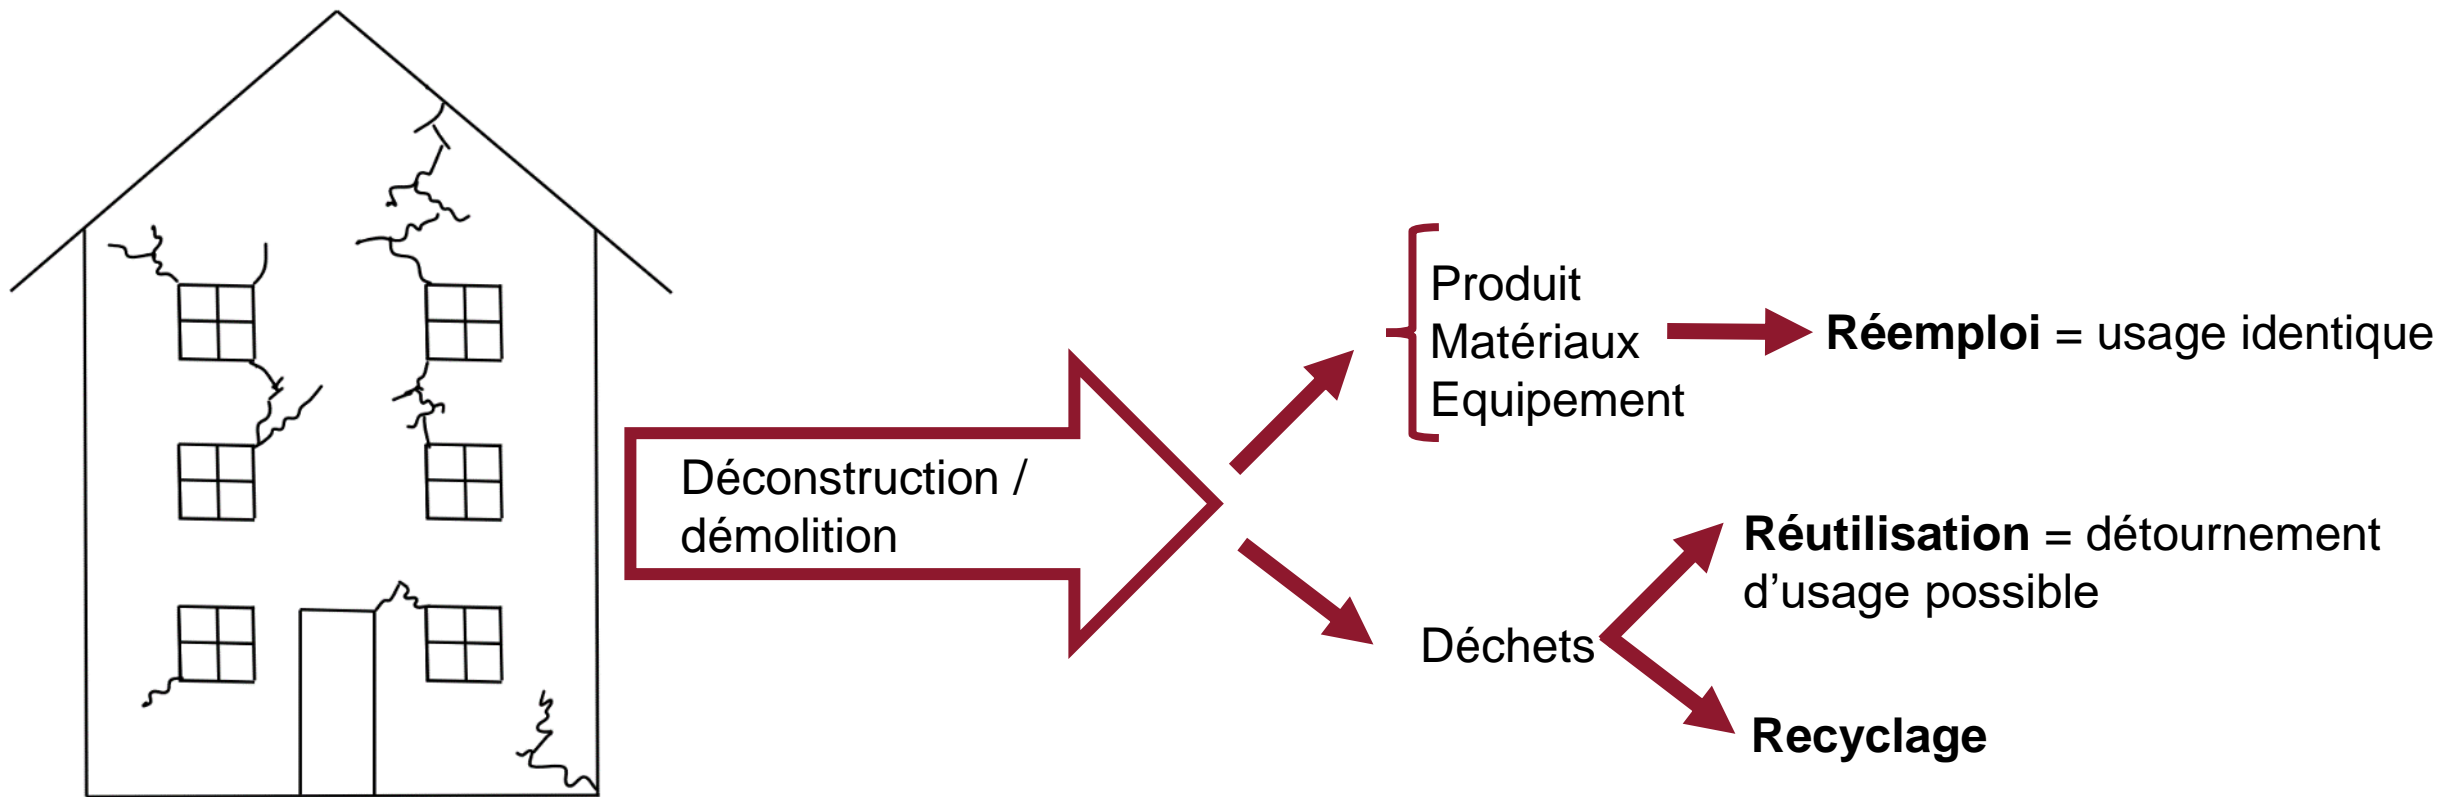 Déconstruction /
démolition
Produit
Matériaux
Equipement
Réemploi = usage identique
Déchets
Réutilisation = détournement
d’usage possible
Recyclage